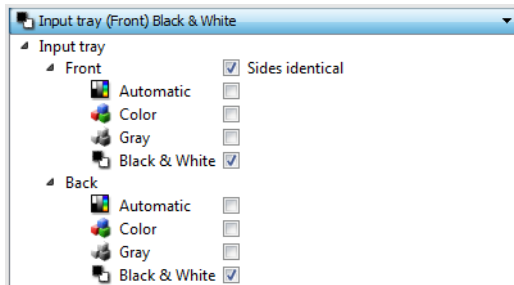 Input tray (Front) Black & White
Input tray
Front Sides identical
Automatic
Color
Gray
Black & White
Back
Automatic
Color
Gray
Black & White